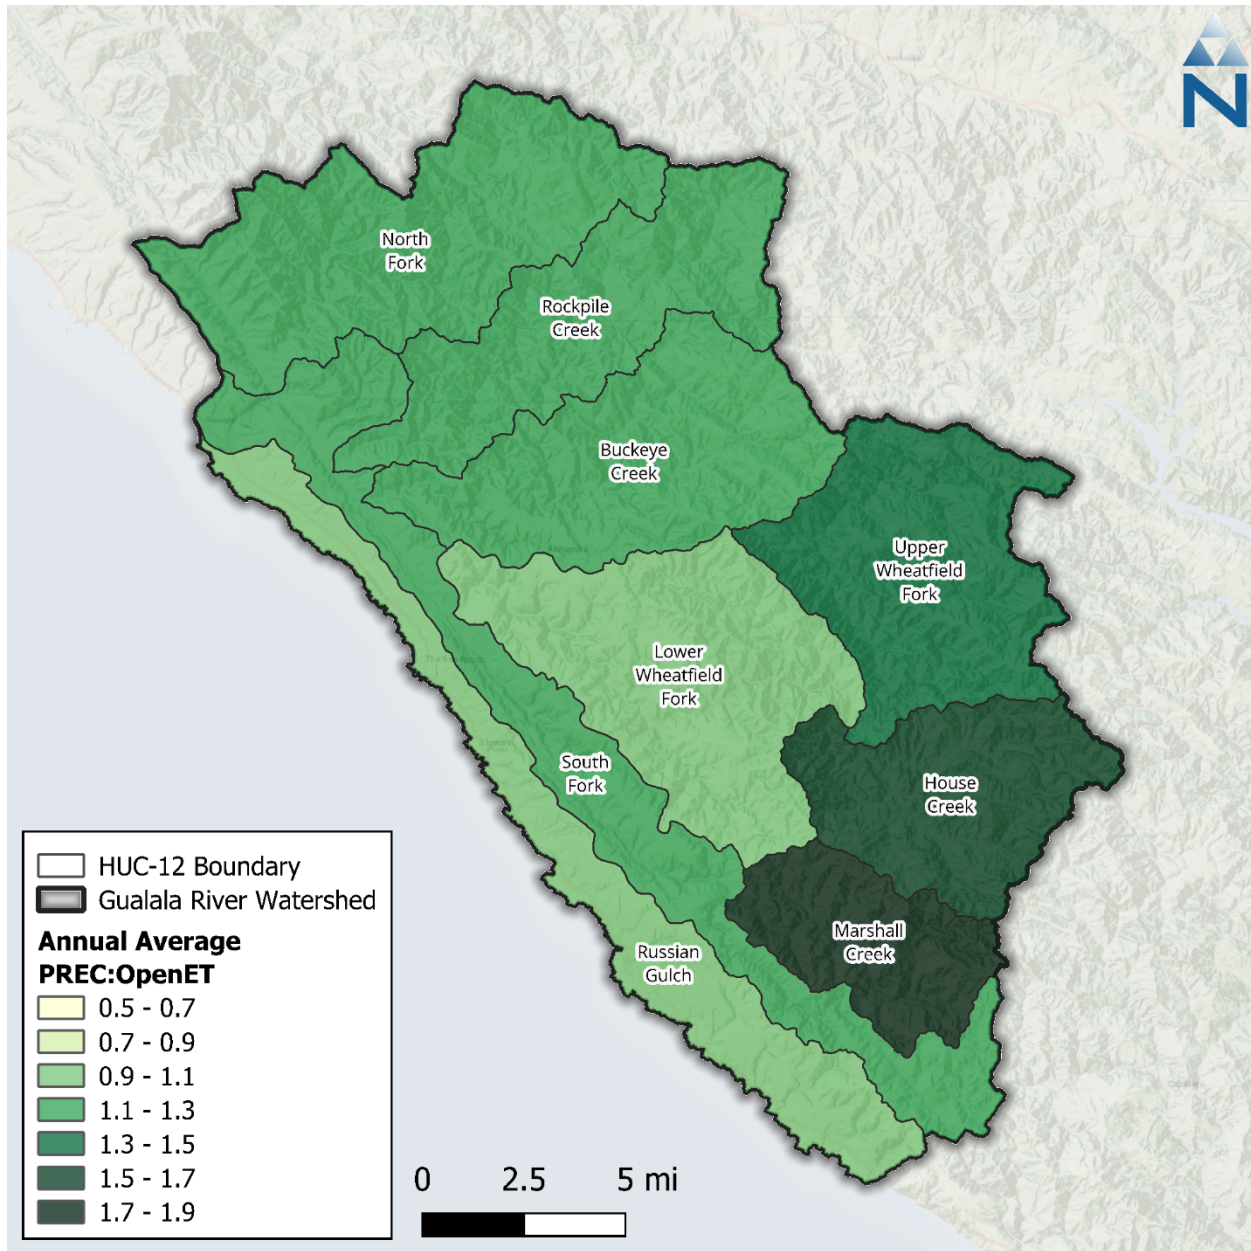 N
North
Fork
Rockpile
Creek
Buckeye
Creek
Upper
Wheatfield
Fork
Lower
Wheatfield
Fork
South
Fork
House
Creek
Marshall
Creek
Russian
Gulch
HUC-12 Boundary
Gualala River Watershed
Annual Average
PREC:OpenET
0.5 - 0.7
0.7 - 0.9
0.9 - 1.1
1.1 - 1.3
1.3 - 1.5
1.5 - 1.7
1.7 - 1.9
0 2.5 5 mi